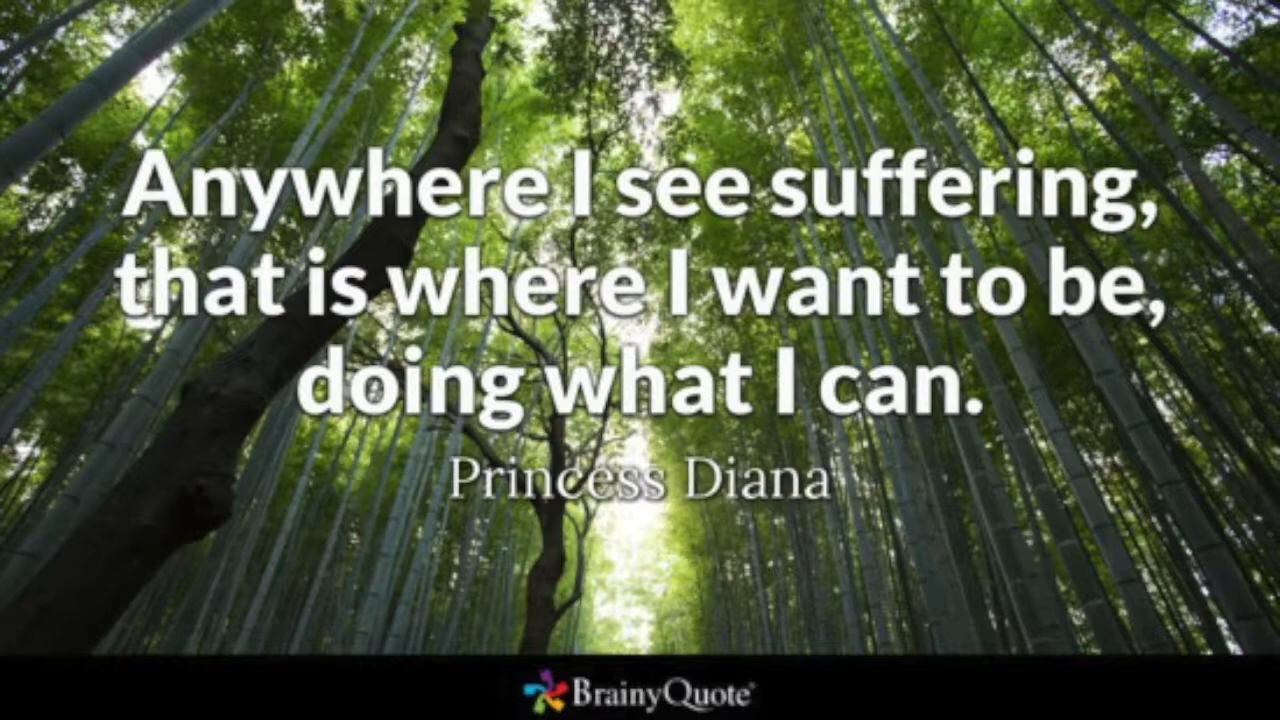 Anywhere I see suffering,
that is where I want to be,
doing what I can.
Princess Diana
BrainyQuote®